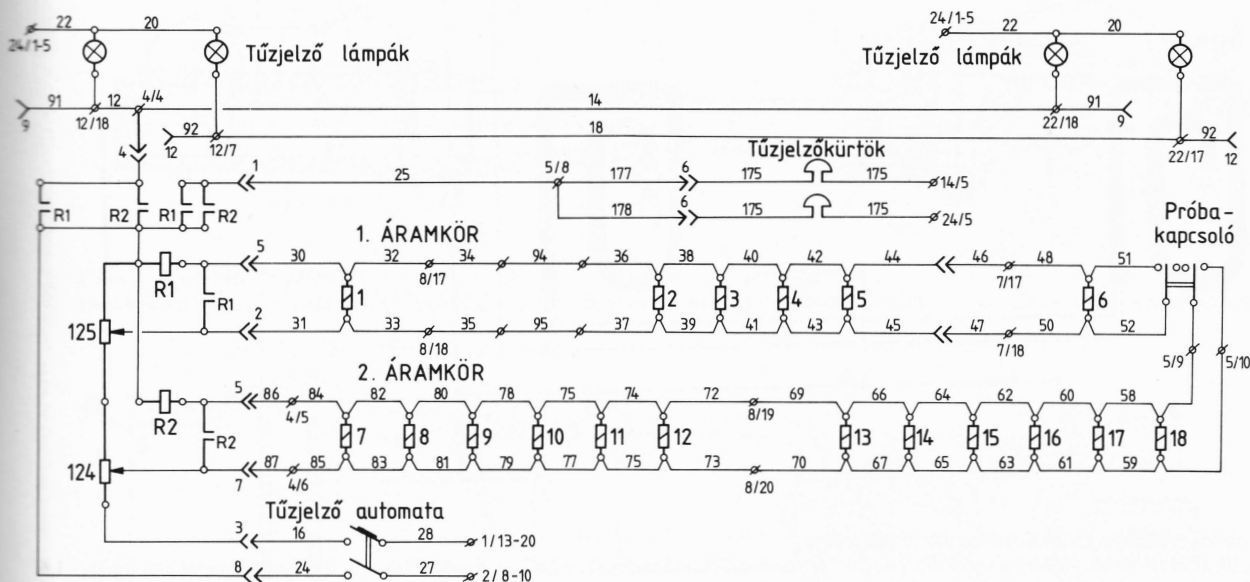 22 20 24/1-5 22 20
24/1-5
Tűzjelző lámpák Tűzjelző lámpák
91 12 4/4 14 91
9 12/18 92 18 22/18 9 92
4 12 12/7 22/17 12
Tűzjelzőkürtök
1 25 5/8 177 6 175 175 14/5
R1 R2 R1 R2 178 6 175 175 24/5
Próba-
kapcsoló
1. ÁRAMKÖR
5 30 32 34 94 36 38 40 42 44 46 48 51
8/17 7/17
R1 R1 1 2 3 4 5 6
125 2 31 33 35 95 37 39 41 43 45 47 50 52
8/18 7/18
5/9 5/10
2. ÁRAMKÖR
5 86 84 82 80 78 75 74 72 69 66 64 62 60 58
4/5 8/19
R2 R2 7 8 9 10 11 12 13 14 15 16 17 18
124 87 85 83 81 79 77 75 73 70 67 65 63 61 59
7 4/6 8/20
Tűzjelző automata
3 16 28 1/13-20
8 24 27 2/8-10